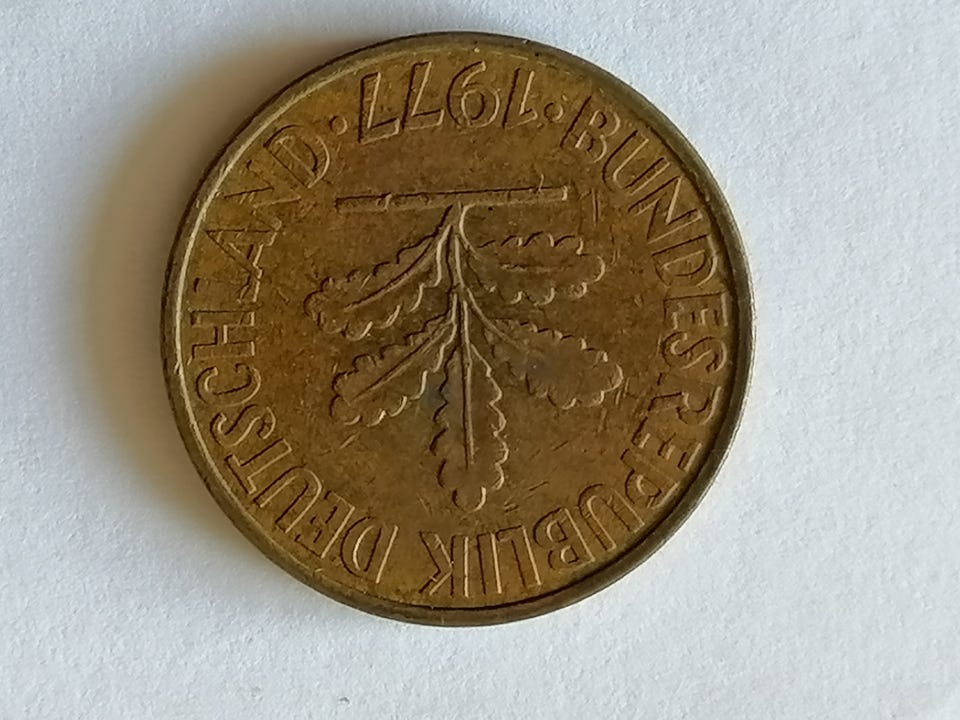 BUNDESREPUBLIK DEUTSCHLAND
· 1977 ·